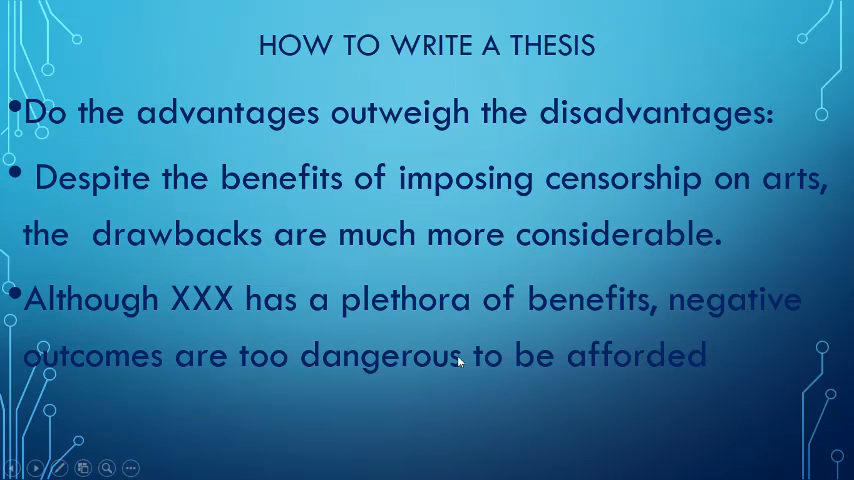 HOW TO WRITE A THESIS
•Do the advantages outweigh the disadvantages:
• Despite the benefits of imposing censorship on arts,
the drawbacks are much more considerable.
•Although XXX has a plethora of benefits, negative
outcomes are too dangerous to be afforded